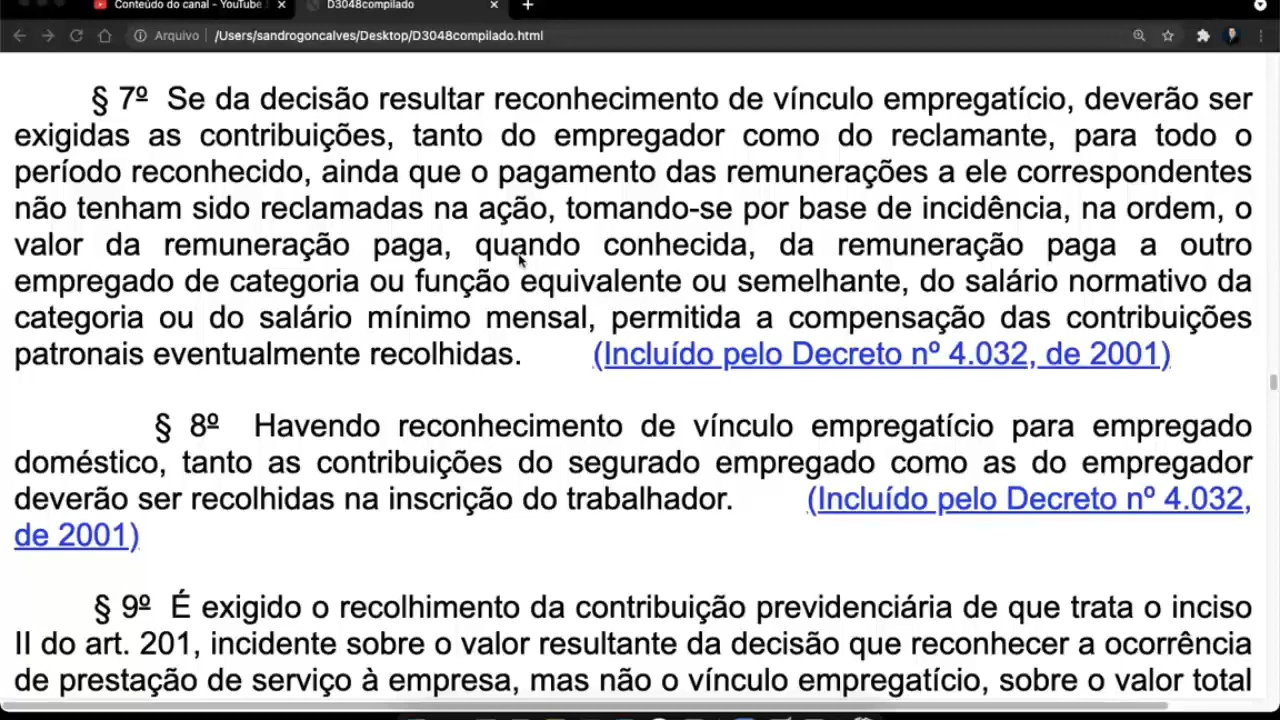 Conteúdo do canal - YouTube
D3048compilado
Arquivo
/Users/sandrogoncalves/Desktop/D3048compilado.html
§ 7º Se da decisão resultar reconhecimento de vínculo empregatício, deverão ser
exigidas as contribuições, tanto do empregador como do reclamante, para todo o
período reconhecido, ainda que o pagamento das remunerações a ele correspondentes
não tenham sido reclamadas na ação, tomando-se por base de incidência, na ordem, o
valor da remuneração paga, quando conhecida, da remuneração paga a outro
empregado de categoria ou função equivalente ou semelhante, do salário normativo da
categoria ou do salário mínimo mensal, permitida a compensação das contribuições
patronais eventualmente recolhidas. (Incluído pelo Decreto nº 4.032, de 2001)
§ 8º Havendo reconhecimento de vínculo empregatício para empregado
doméstico, tanto as contribuições do segurado empregado como as do empregador
deverão ser recolhidas na inscrição do trabalhador. (Incluído pelo Decreto nº 4.032,
de 2001)
§ 9º É exigido o recolhimento da contribuição previdenciária de que trata o inciso
II do art. 201, incidente sobre o valor resultante da decisão que reconhecer a ocorrência
de prestação de serviço à empresa, mas não o vínculo empregatício, sobre o valor total